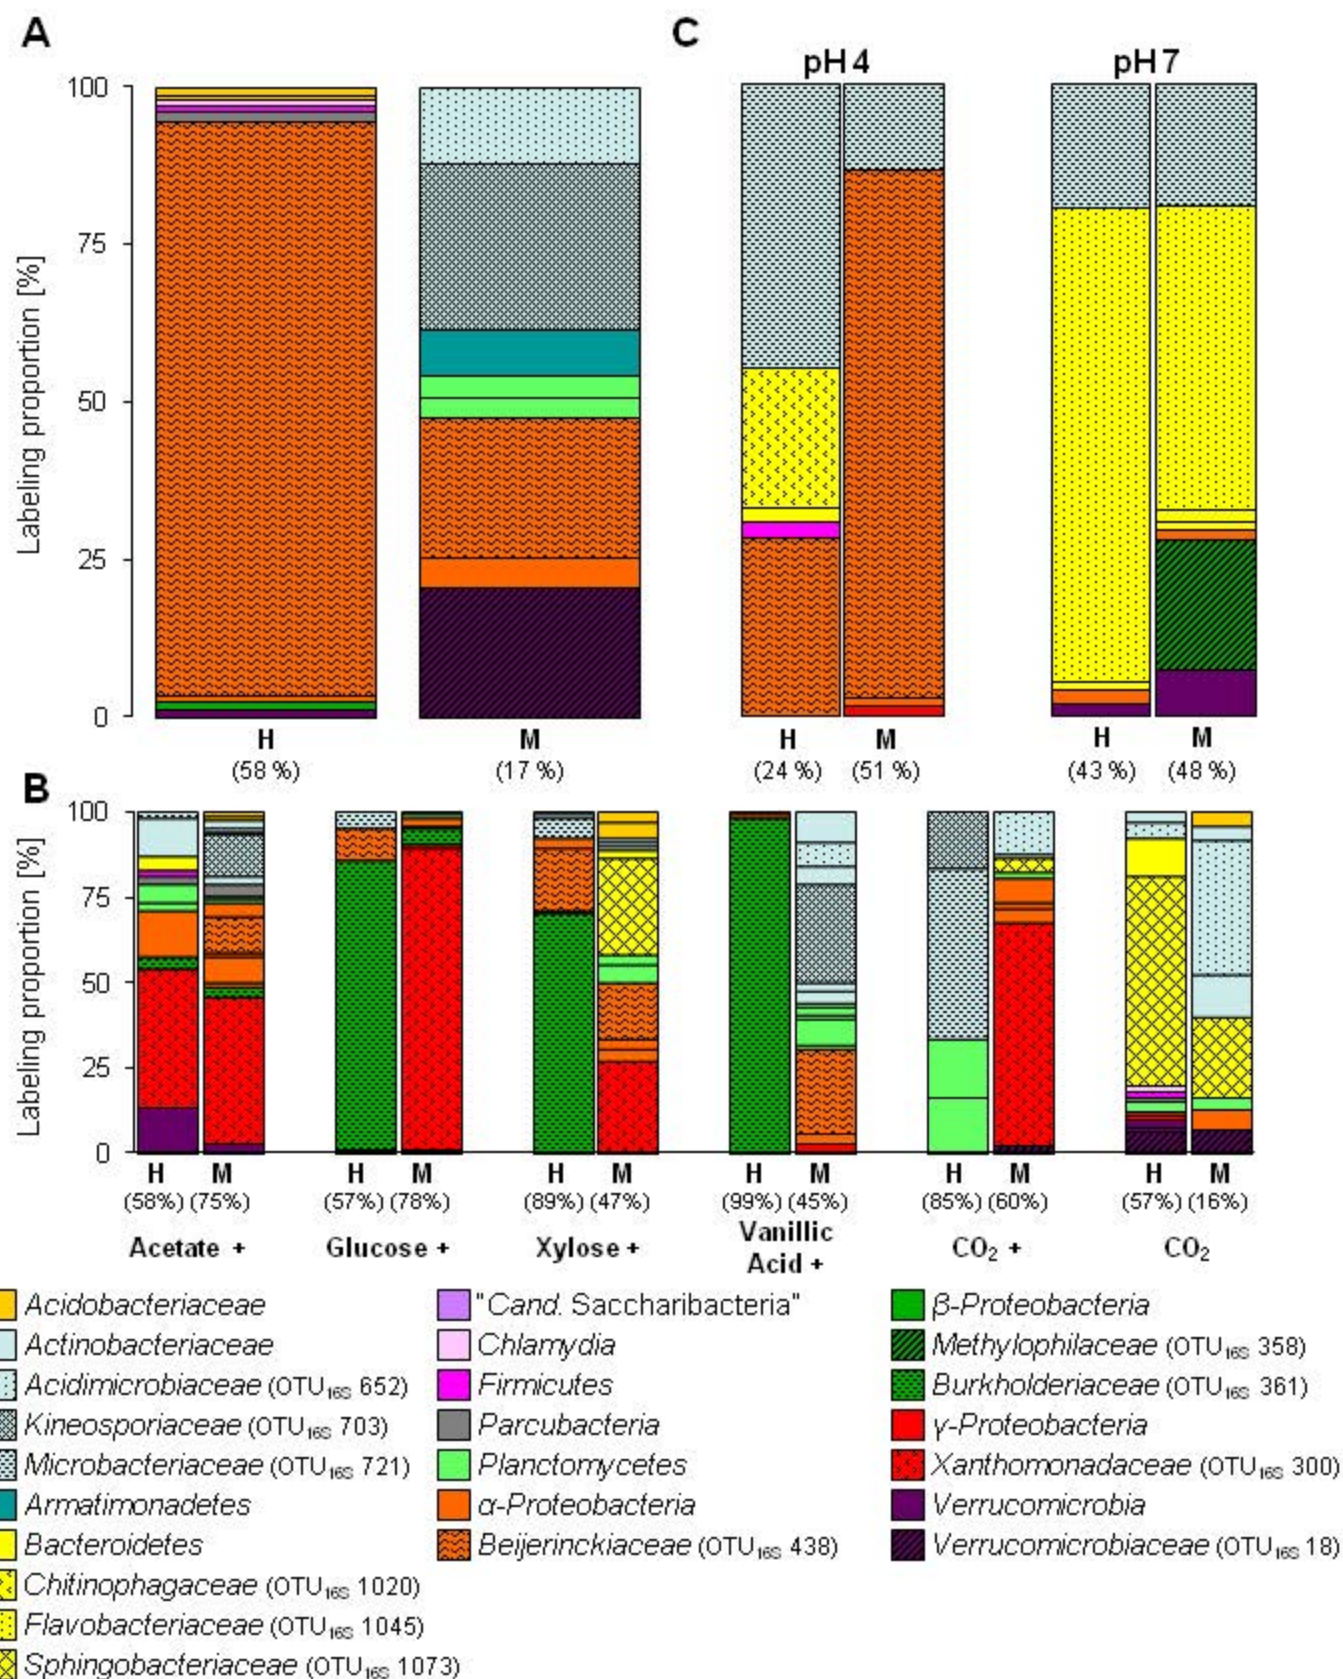 A
C
pH 4
pH 7
Labeling proportion [%]
100
75
50
25
0
H
M
H
M
H
M
(58 %)
(17 %)
(24 %)
(51 %)
(43 %)
(48 %)
B
Labeling proportion [%]
100
75
50
25
0
H M H M H M H M H M H M
(58%) (75%) (57%) (78%) (89%) (47%) (99%) (45%) (85%) (60%) (57%) (16%)
Acetate +
Glucose +
Xylose +
Vanillic
Acid +
CO₂ +
CO₂
Acidobacteriaceae
Actinobacteriaceae
Acidimicrobiaceae (OTU₁₆S 652)
Kineosporiaceae (OTU₁₆S 703)
Microbacteriaceae (OTU₁₆S 721)
Armatimonadetes
Bacteroidetes
Chitinophagaceae (OTU₁₆S 1020)
Flavobacteriaceae (OTU₁₆S 1045)
Sphingobacteriaceae (OTU₁₆S 1073)
"Cand. Saccharibacteria"
Chlamydia
Firmicutes
Parcubacteria
Planctomycetes
α-Proteobacteria
Beijerinckiaceae (OTU₁₆S 438)
β-Proteobacteria
Methylophilaceae (OTU₁₆S 358)
Burkholderiaceae (OTU₁₆S 361)
γ-Proteobacteria
Xanthomonadaceae (OTU₁₆S 300)
Verrucomicrobia
Verrucomicrobiaceae (OTU₁₆S 18)